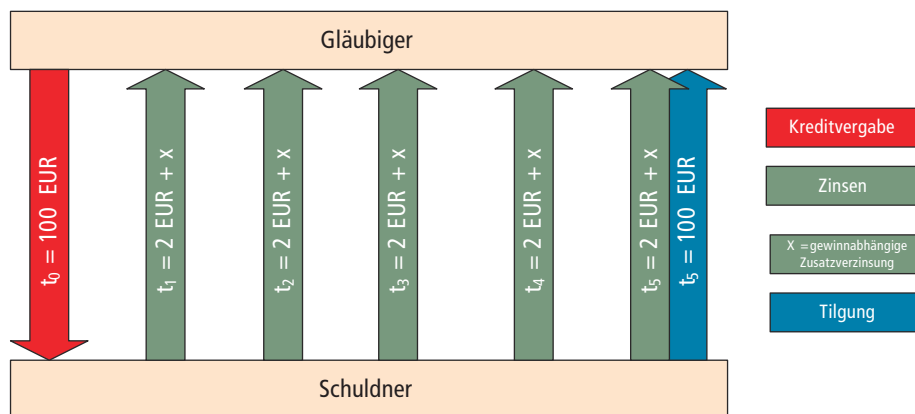 Gläubiger
t₀ = 100 EUR
t₁ = 2 EUR + x
t₂ = 2 EUR + x
t₃ = 2 EUR + x
t₄ = 2 EUR + x
t₅ = 2 EUR + x
t₅ = 100 EUR
Schuldner
Kreditvergabe
Zinsen
X =gewinnabhängige
Zusatzverzinsung
Tilgung